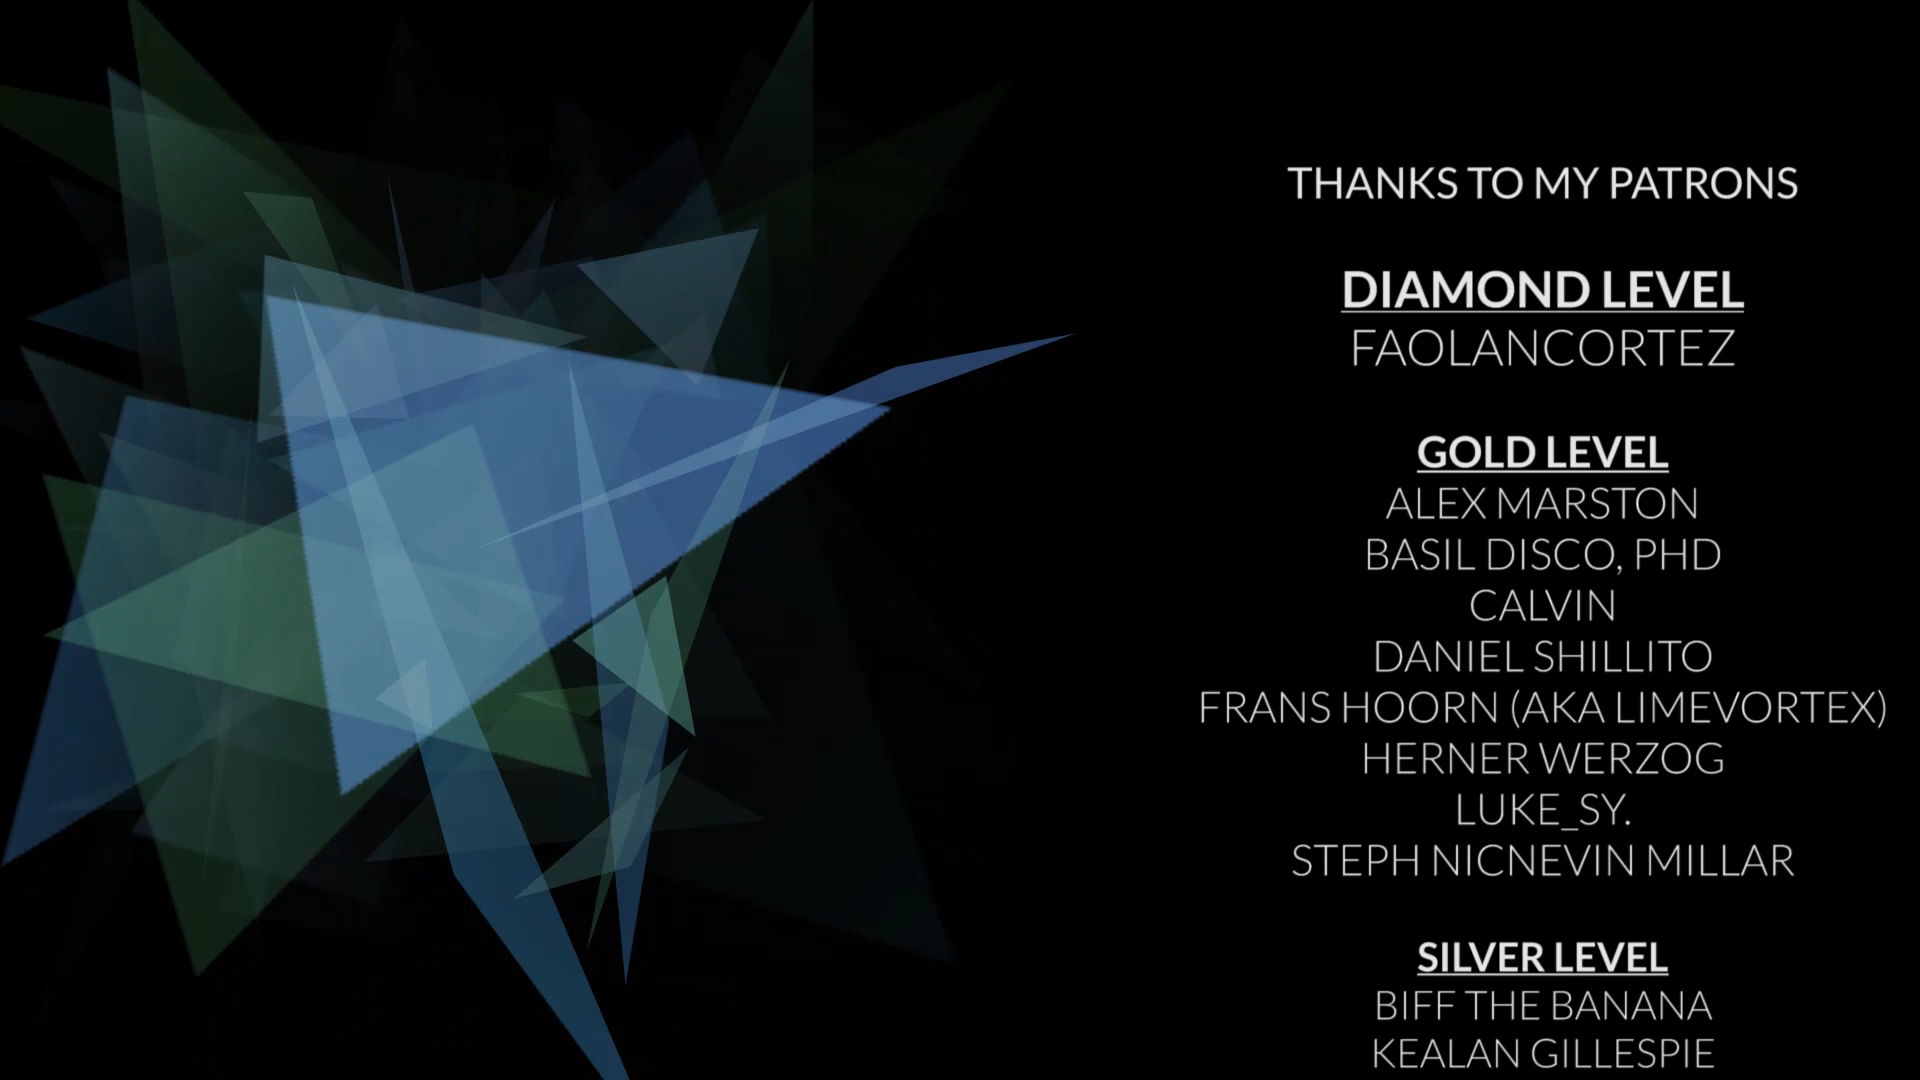 THANKS TO MY PATRONS
DIAMOND LEVEL
FAOLANCORTEZ
GOLD LEVEL
ALEX MARSTON
BASIL DISCO, PHD
CALVIN
DANIEL SHILLITO
FRANS HOORN (AKA LIMEVORTEX)
HERNER WERZOG
LUKE_SY.
STEPH NICNEVIN MILLAR
SILVER LEVEL
BIFF THE BANANA
KEALAN GILLESPIE